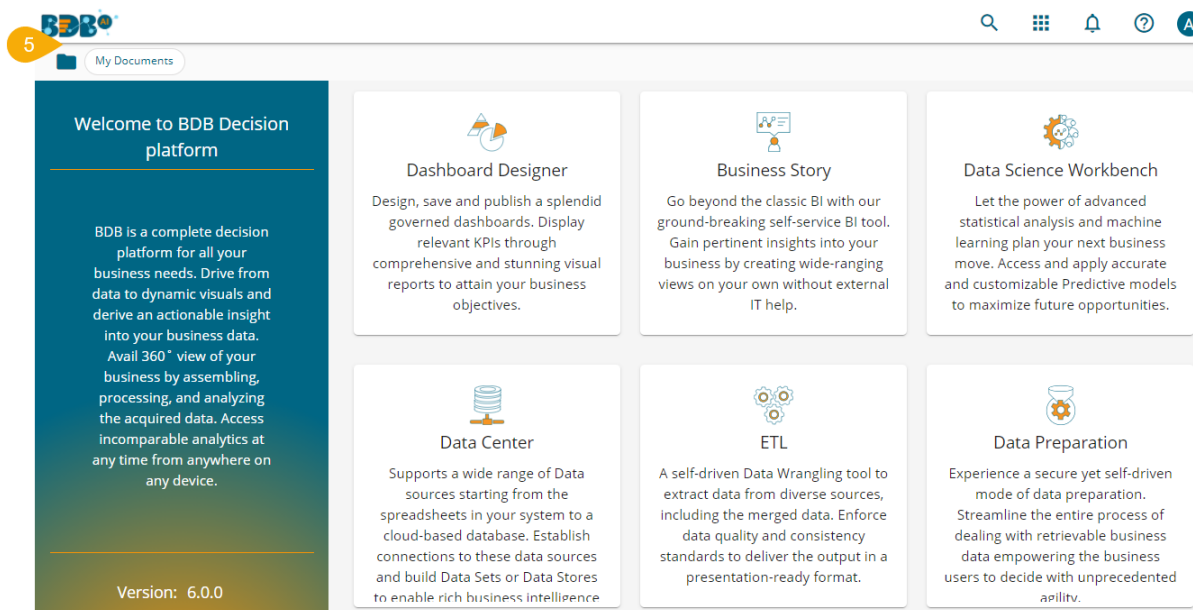 BDB AI
5
A
My Documents
Welcome to BDB Decision
platform
BDB is a complete decision
platform for all your
business needs. Drive from
data to dynamic visuals and
derive an actionable insight
into your business data.
Avail 360° view of your
business by assembling,
processing, and analyzing
the acquired data. Access
incomparable analytics at
any time from anywhere on
any device.
Version: 6.0.0
Dashboard Designer
Design, save and publish a splendid
governed dashboards. Display
relevant KPIs through
comprehensive and stunning visual
reports to attain your business
objectives.
Business Story
Go beyond the classic BI with our
ground-breaking self-service BI tool.
Gain pertinent insights into your
business by creating wide-ranging
views on your own without external
IT help.
Data Science Workbench
Let the power of advanced
statistical analysis and machine
learning plan your next business
move. Access and apply accurate
and customizable Predictive models
to maximize future opportunities.
Data Center
Supports a wide range of Data
sources starting from the
spreadsheets in your system to a
cloud-based database. Establish
connections to these data sources
and build Data Sets or Data Stores
to enable rich business intelligence
ETL
A self-driven Data Wrangling tool to
extract data from diverse sources,
including the merged data. Enforce
data quality and consistency
standards to deliver the output in a
presentation-ready format.
Data Preparation
Experience a secure yet self-driven
mode of data preparation.
Streamline the entire process of
dealing with retrievable business
data empowering the business
users to decide with unprecedented
agility.